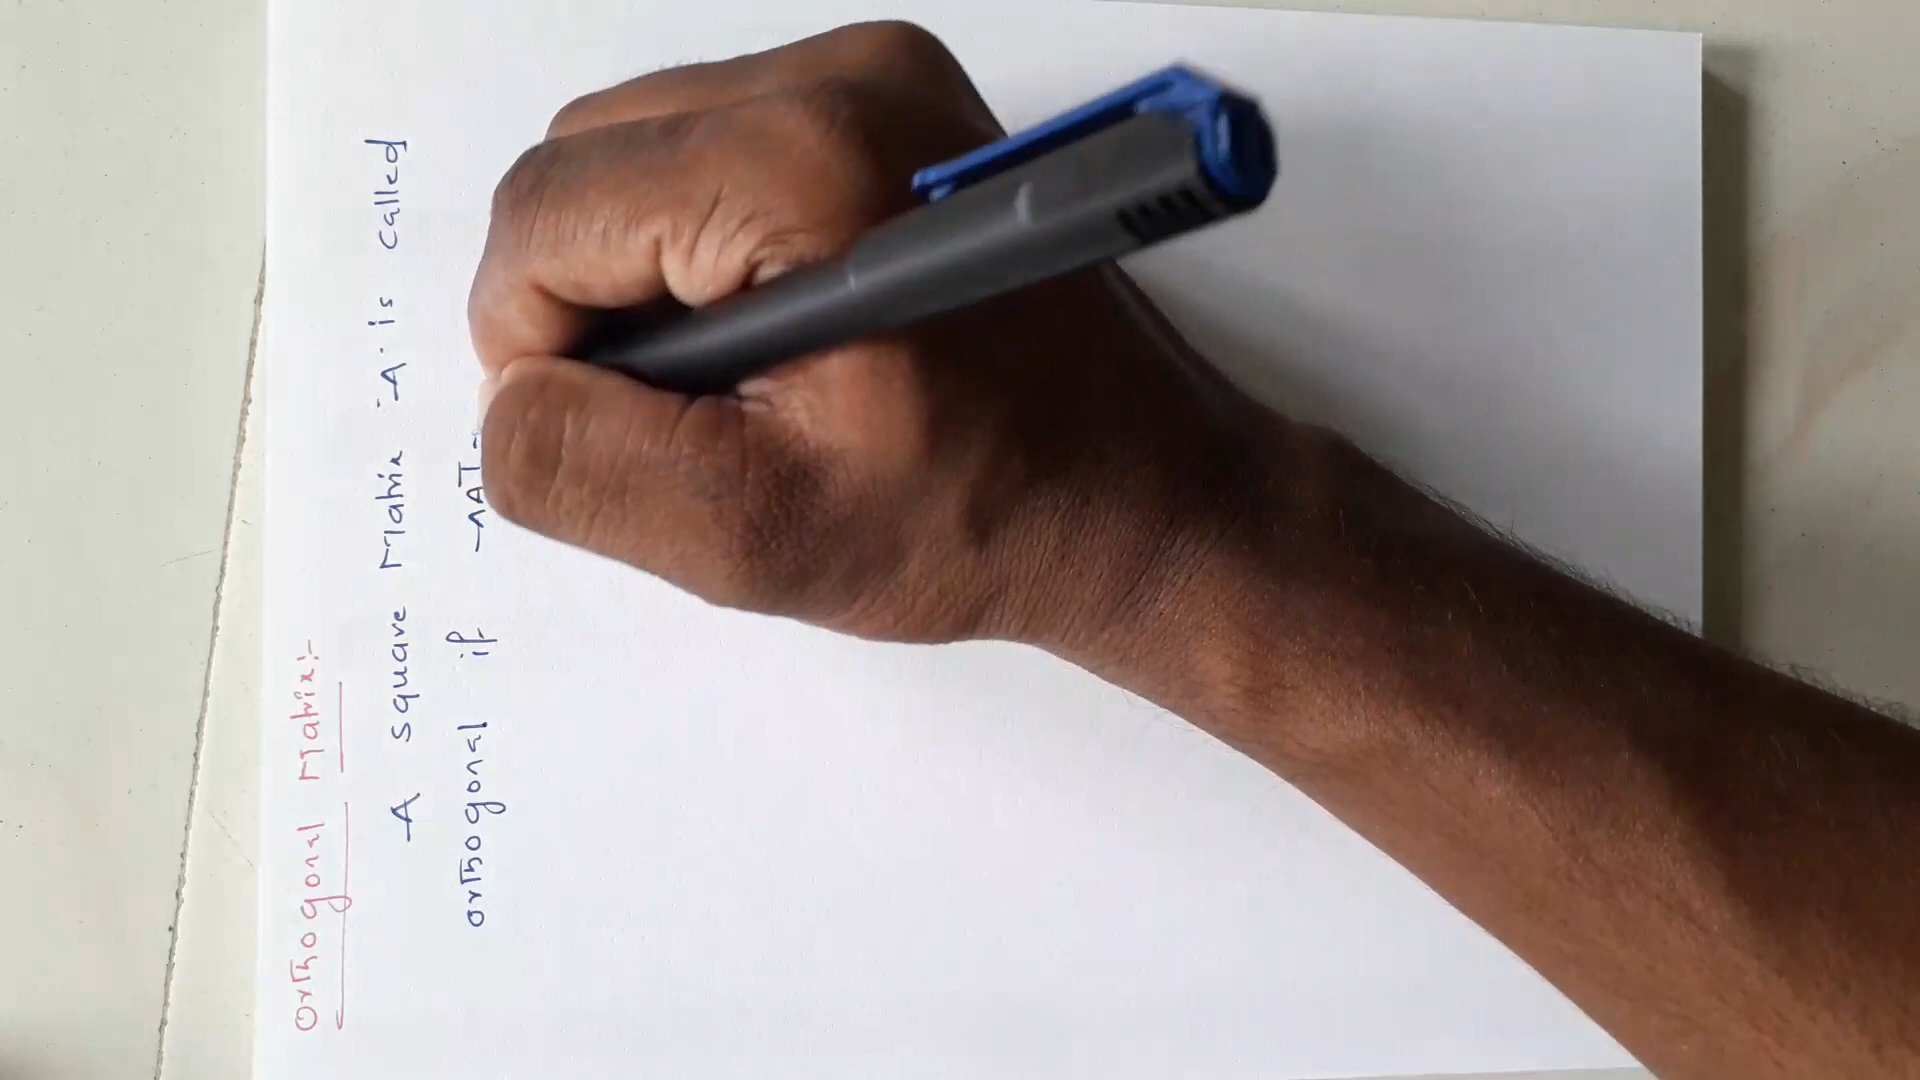 Orthogonal Matrix:-
A square Matrix 'A' is called
orthogonal if AAᵀ=